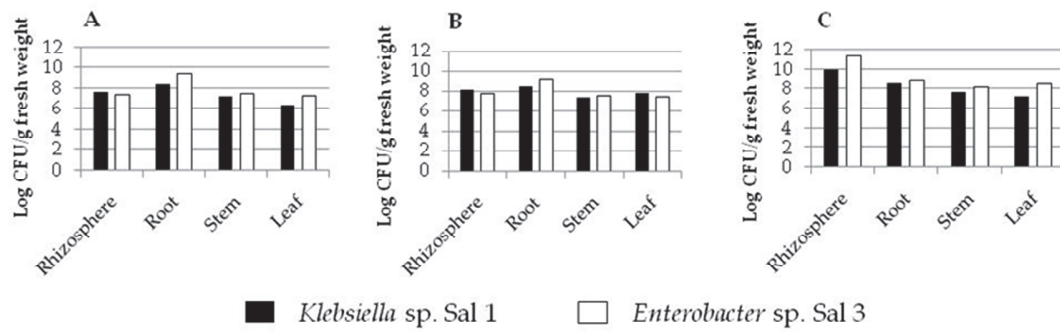 A
Log CFU/g fresh weight
12
10
8
6
4
2
0
Rhizosphere
Root
Stem
Leaf
B
Log CFU/g fresh weight
12
10
8
6
4
2
0
Rhizosphere
Root
Stem
Leaf
C
Log CFU/g fresh weight
12
10
8
6
4
2
0
Rhizosphere
Root
Stem
Leaf
Klebsiella sp. Sal 1
Enterobacter sp. Sal 3